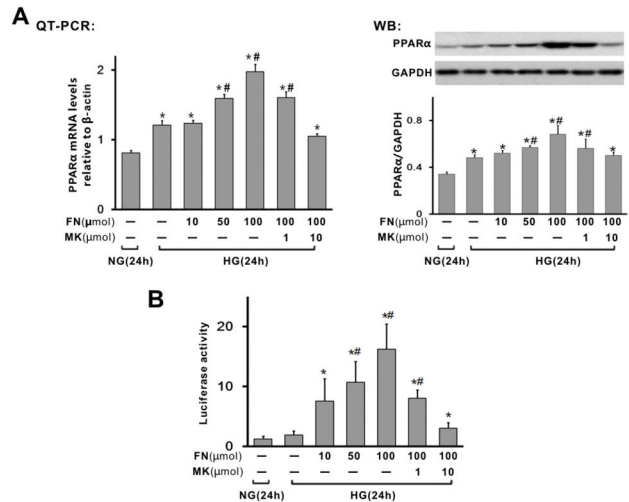 A
QT-PCR:
PPARα mRNA levels
relative to β-actin
2
1
0
* * *# *# *# *
FN(µmol) — — 10 50 100 100 100
MK(µmol) — — — — — 1 10
NG(24h) HG(24h)
WB:
PPARα
GAPDH
PPARα/GAPDH
0.8
0.4
0
* * *# *# *# *
FN(µmol) — — 10 50 100 100 100
MK(µmol) — — — — — 1 10
NG(24h) HG(24h)
B
Luciferase activity
20
10
0
* *# *# *# *
FN(µmol) — — 10 50 100 100 100
MK(µmol) — — — — — 1 10
NG(24h) HG(24h)